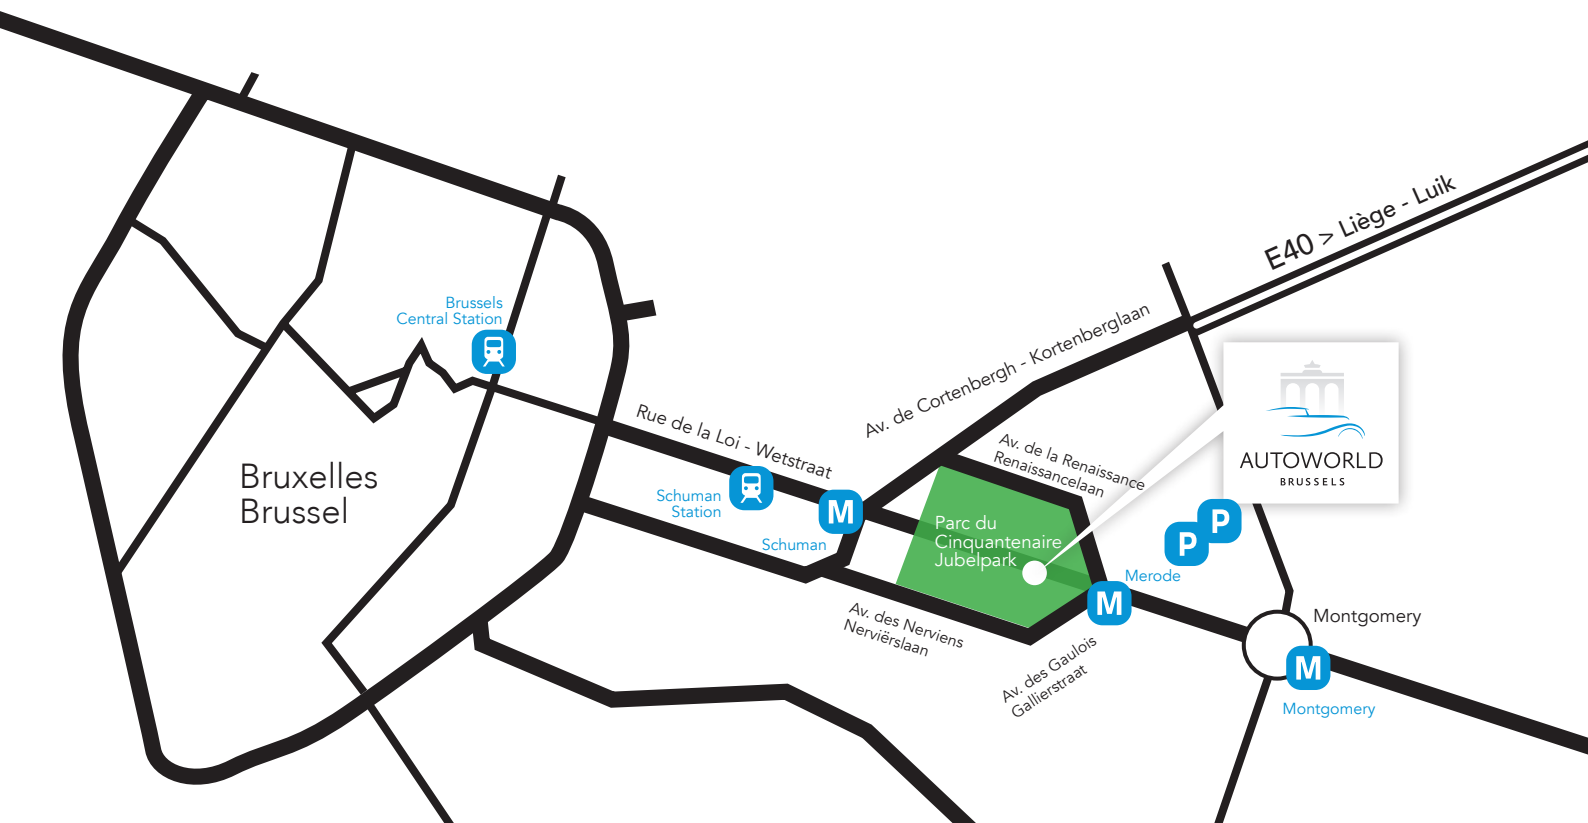 E40 > Liège - Luik
Brussels
Central Station
Av. de Cortenbergh - Kortenberglaan
Rue de la Loi - Wetstraat
Av. de la Renaissance
Renaissancelaan
AUTOWORLD
BRUSSELS
Bruxelles
Brussel
Schuman
Station
M
Schuman
Parc du
Cinquantenaire
Jubelpark
P
P
Merode
M
Av. des Nerviens
Nerviërslaan
Av. des Gaulois
Gallierstraat
Montgomery
M
Montgomery